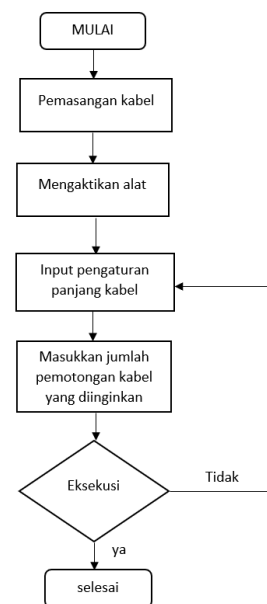 MULAI
Pemasangan kabel
Mengaktikan alat
Input pengaturan
panjang kabel
Masukkan jumlah
pemotongan kabel
yang diinginkan
Eksekusi
Tidak
ya
selesai